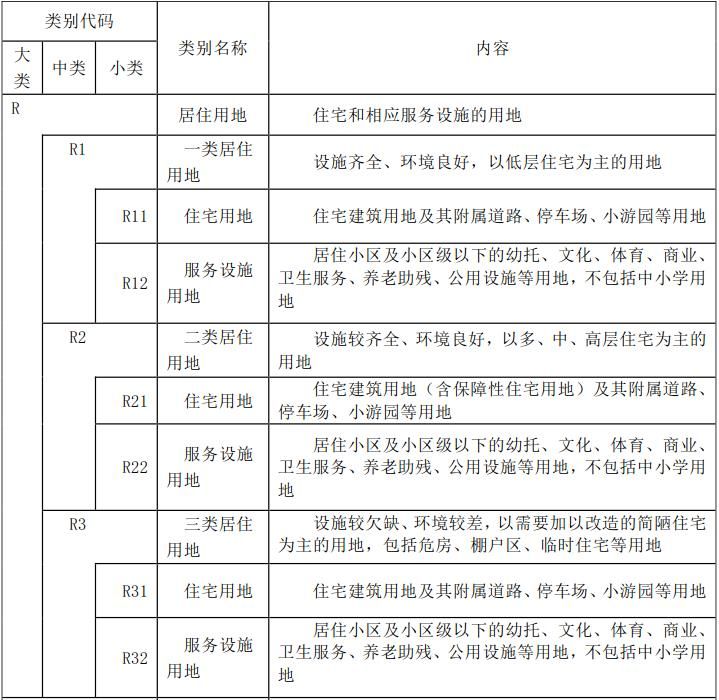 类别代码
类别名称
内容
大类
中类
小类
R
居住用地
住宅和相应服务设施的用地
R1
一类居住
用地
设施齐全、环境良好，以低层住宅为主的用地
R11
住宅用地
住宅建筑用地及其附属道路、停车场、小游园等用地
R12
服务设施
用地
居住小区及小区级以下的幼托、文化、体育、商业、
卫生服务、养老助残、公用设施等用地，不包括中小学用
地
R2
二类居住
用地
设施较齐全、环境良好，以多、中、高层住宅为主的
用地
R21
住宅用地
住宅建筑用地（含保障性住宅用地）及其附属道路、
停车场、小游园等用地
R22
服务设施
用地
居住小区及小区级以下的幼托、文化、体育、商业、
卫生服务、养老助残、公用设施等用地，不包括中小学用
地
R3
三类居住
用地
设施较欠缺、环境较差，以需要加以改造的简陋住宅
为主的用地，包括危房、棚户区、临时住宅等用地
R31
住宅用地
住宅建筑用地及其附属道路、停车场、小游园等用地
R32
服务设施
用地
居住小区及小区级以下的幼托、文化、体育、商业、
卫生服务、养老助残、公用设施等用地，不包括中小学用
地